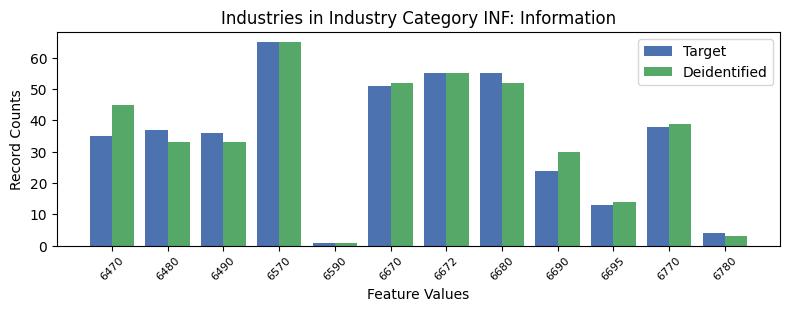 Industries in Industry Category INF: Information
Target
Deidentified
Record Counts
60
50
40
30
20
10
0
6470 6480 6490 6570 6590 6670 6672 6680 6690 6695 6770 6780
Feature Values